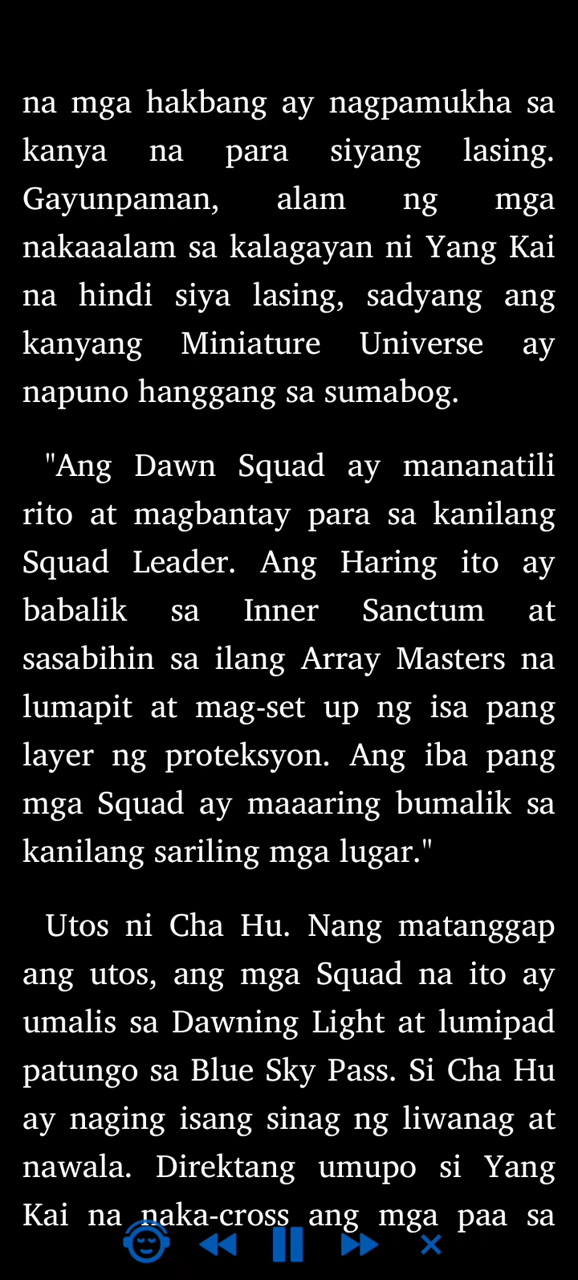 na mga hakbang ay nagpamukha sa
kanya na para siyang lasing.
Gayunpaman, alam ng mga
nakaaalam sa kalagayan ni Yang Kai
na hindi siya lasing, sadyang ang
kanyang Miniature Universe ay
napuno hanggang sa sumabog.
"Ang Dawn Squad ay mananatili
rito at magbantay para sa kanilang
Squad Leader. Ang Haring ito ay
babalik sa Inner Sanctum at
sasabihin sa ilang Array Masters na
lumapit at mag-set up ng isa pang
layer ng proteksyon. Ang iba pang
mga Squad ay maaaring bumalik sa
kanilang sariling mga lugar."
Utos ni Cha Hu. Nang matanggap
ang utos, ang mga Squad na ito ay
umalis sa Dawning Light at lumipad
patungo sa Blue Sky Pass. Si Cha Hu
ay naging isang sinag ng liwanag at
nawala. Direktang umupo si Yang
Kai na naka-cross ang mga paa sa